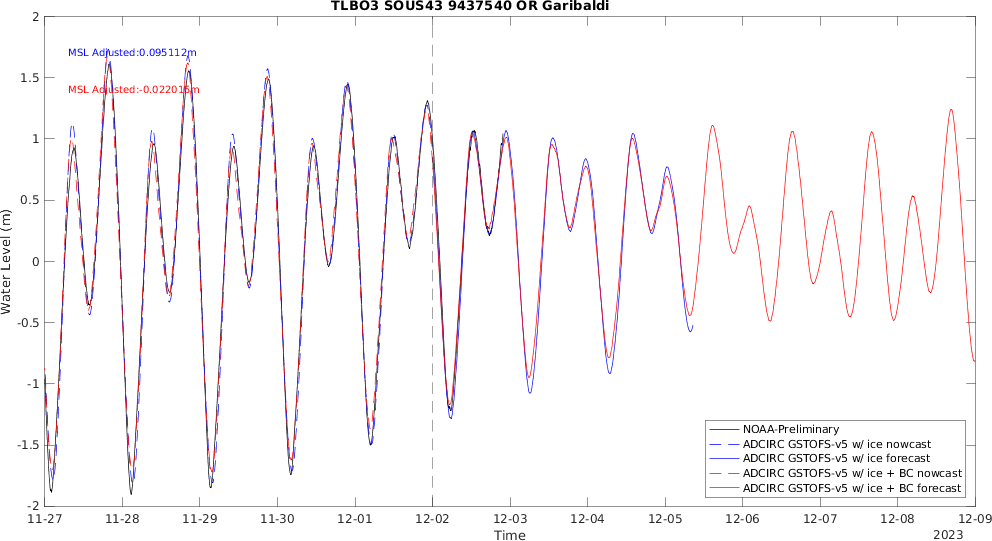 TLBO3 SOUS43 9437540 OR Garibaldi
MSL Adjusted:0.095112m
MSL Adjusted:-0.022015m
Water Level (m)
2
1.5
1
0.5
0
-0.5
-1
-1.5
-2
NOAA-Preliminary
ADCIRC GSTOFS-v5 w/ ice nowcast
ADCIRC GSTOFS-v5 w/ ice forecast
ADCIRC GSTOFS-v5 w/ ice + BC nowcast
ADCIRC GSTOFS-v5 w/ ice + BC forecast
11-27 11-28 11-29 11-30 12-01 12-02 12-03 12-04 12-05 12-06 12-07 12-08 12-09
Time
2023